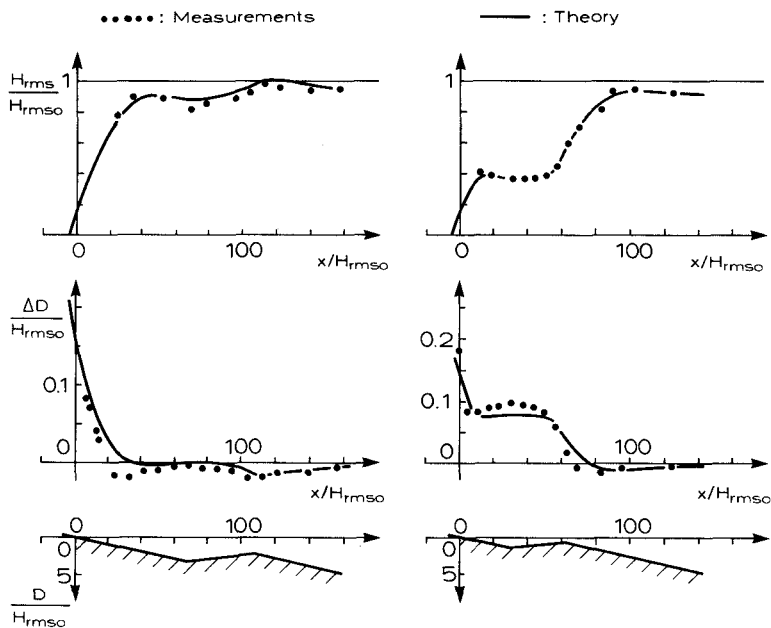 •••••: Measurements
—— : Theory
H_rms / H_rmso
1
0
100
x/H_rmso
1
0
100
x/H_rmso
ΔD / H_rmso
0.1
0
100
x/H_rmso
0.2
0.1
0
100
x/H_rmso
0
100
0
5
D / H_rmso
0
100
0
5